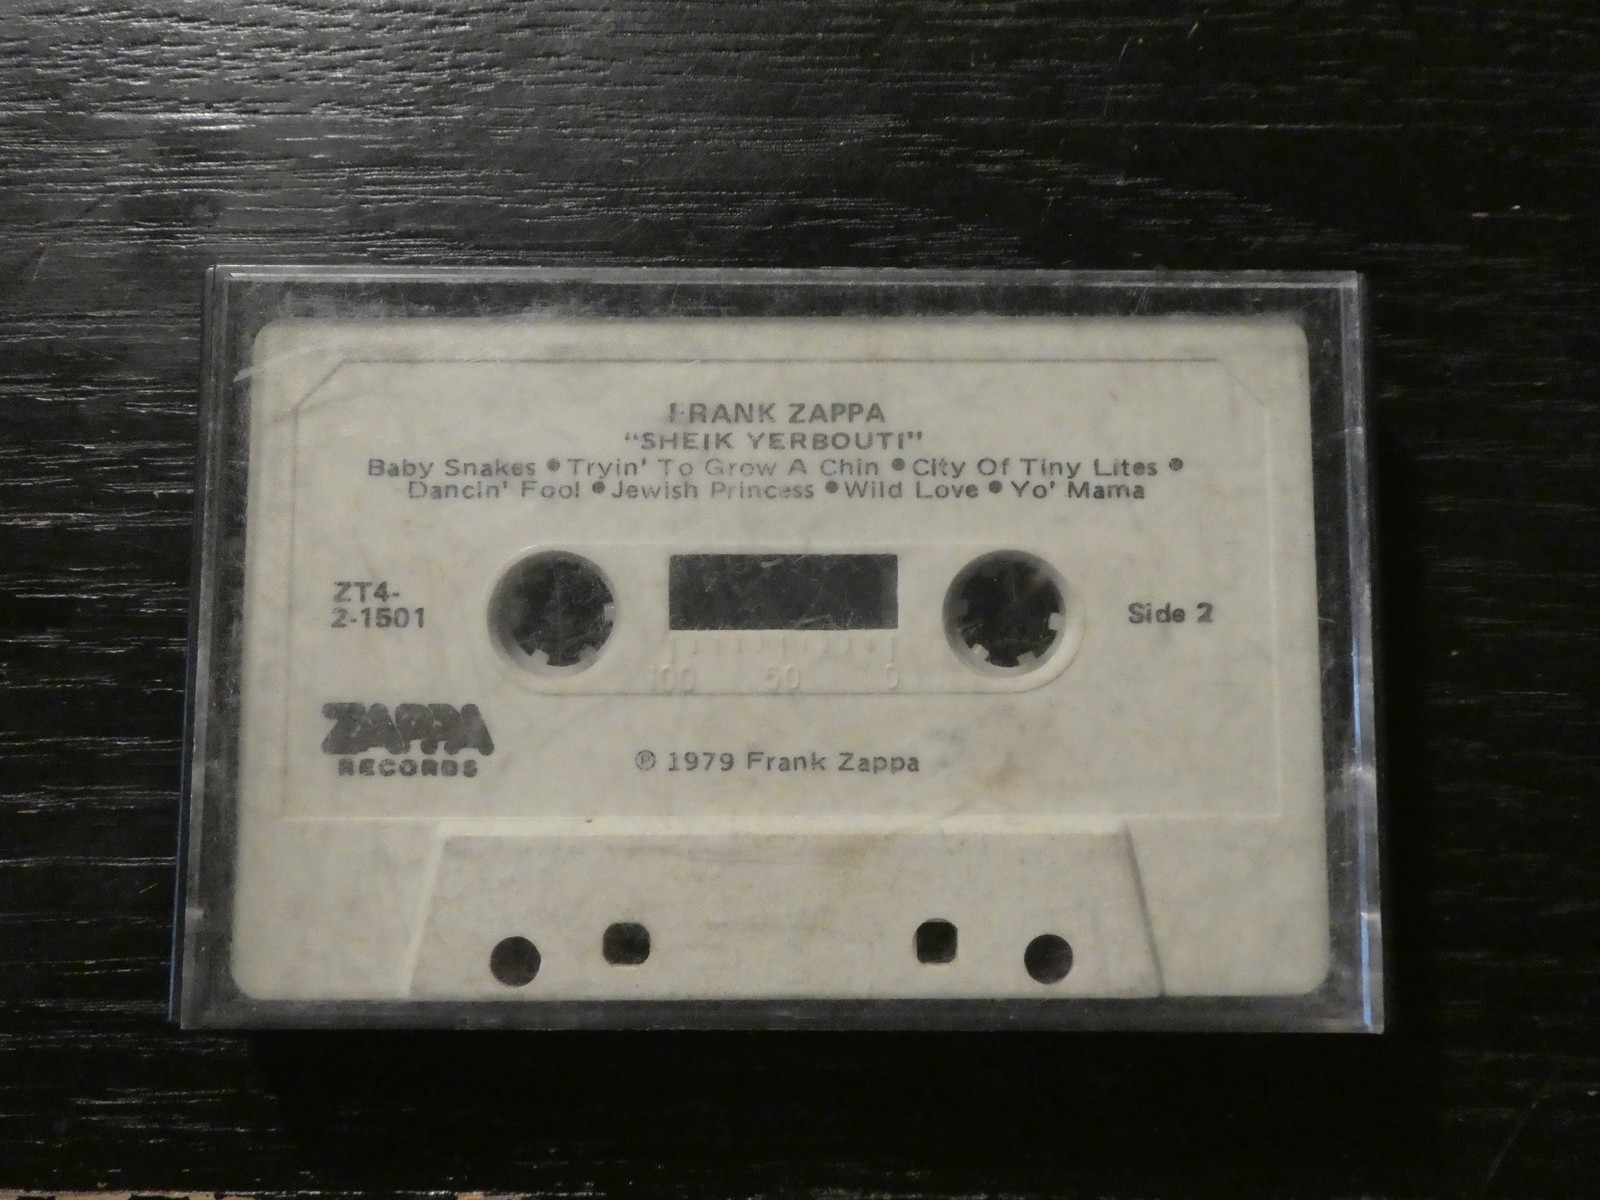 FRANK ZAPPA
"SHEIK YERBOUTI"
Baby Snakes • Tryin' To Grow A Chin • City Of Tiny Lites •
Dancin' Fool • Jewish Princess • Wild Love • Yo' Mama
ZT4-
2-1501
Side 2
100 50 0
ZAPPA
RECORDS
℗ 1979 Frank Zappa